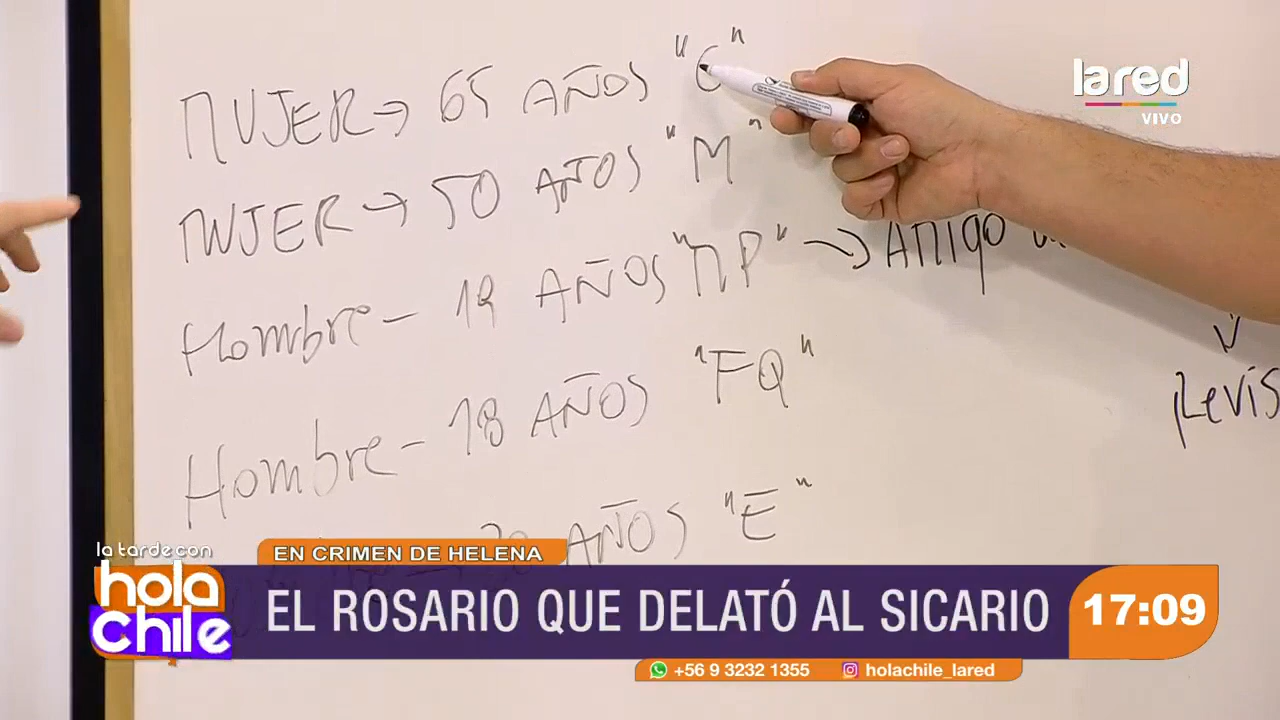 MUJER → 65 AÑOS "C"
MUJER → 50 AÑOS "M"
Hombre - 19 AÑOS "MP" → AMIGO
Hombre - 18 AÑOS "FQ"
AÑOS "E"
Revis
la red
VIVO
la tarde con
hola
chile
EN CRIMEN DE HELENA
EL ROSARIO QUE DELATÓ AL SICARIO
17:09
+56 9 3232 1355 holachile_lared